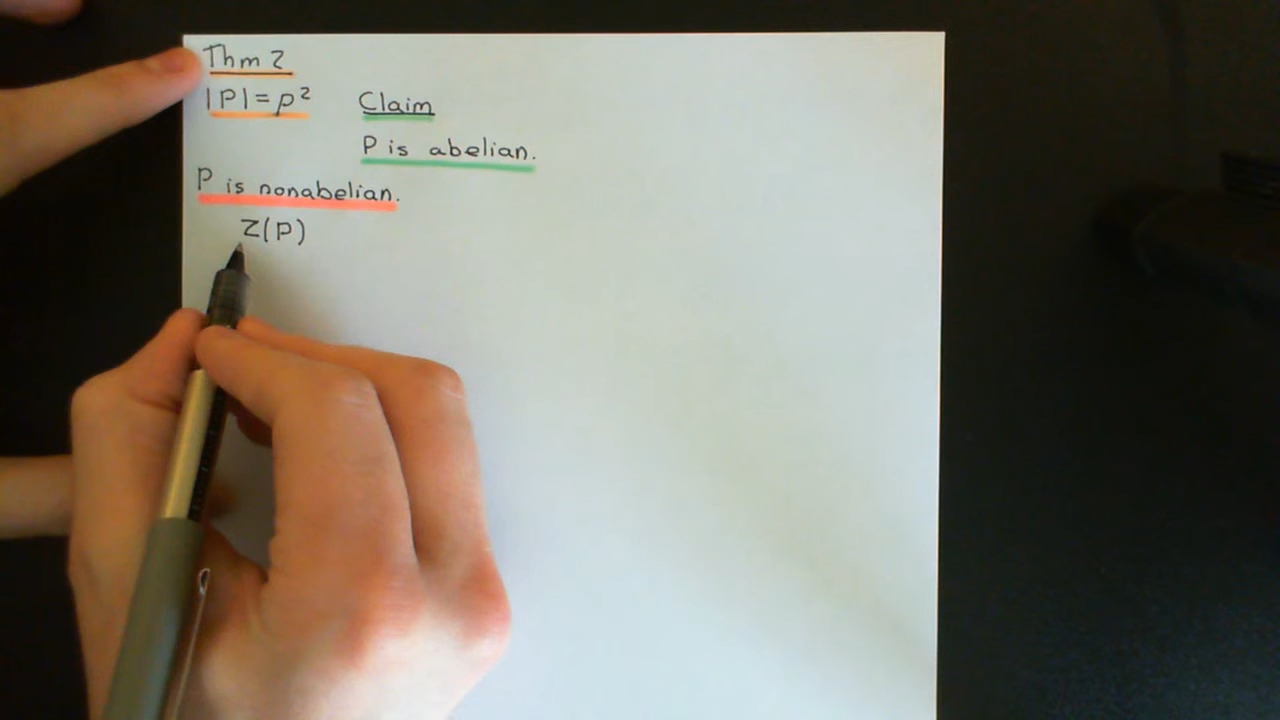 Thm 2
|P|=p²
Claim
P is abelian.
P is nonabelian.
Z(P)